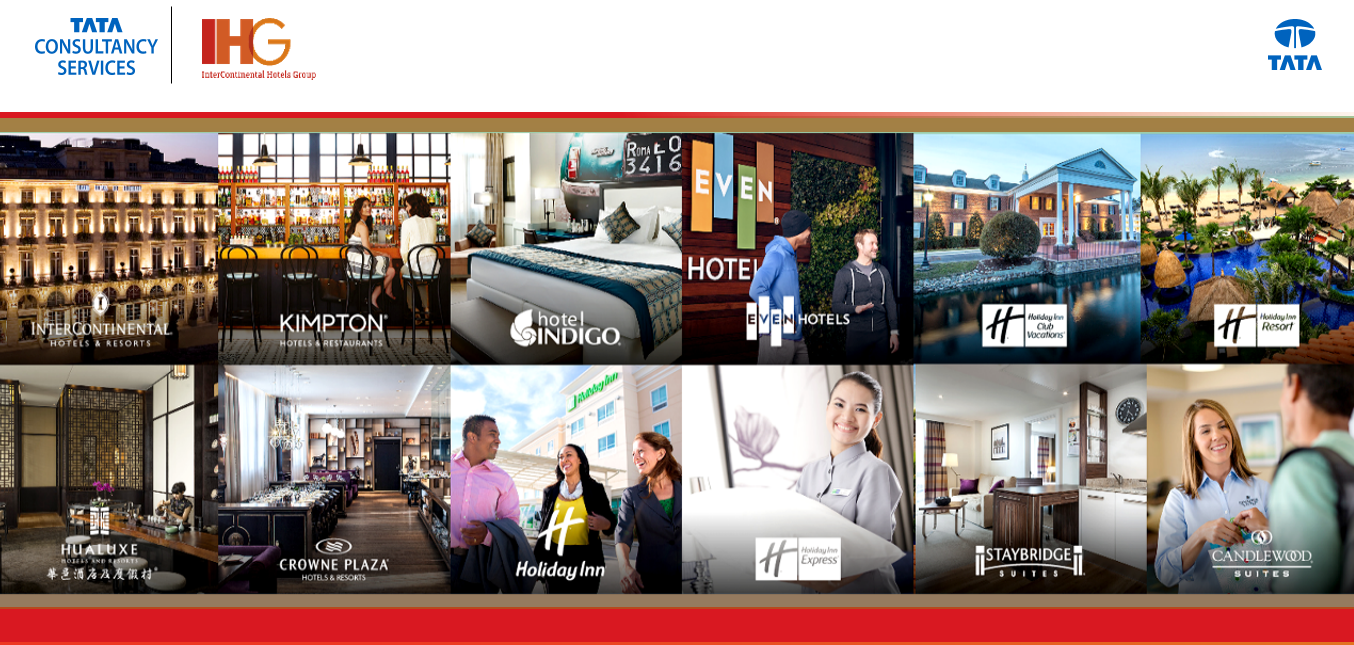 TATA
CONSULTANCY
SERVICES
IHG
InterContinental Hotels Group
TATA
INTERCONTINENTAL
HOTELS & RESORTS
KIMPTON®
HOTELS & RESTAURANTS
ROMA LO
3416
hotel
INDIGO
EVEN
HOTEL
EVEN HOTELS
H
Holiday Inn
Club
Vacations®
H
Holiday Inn
Resort
HUALUXE
HOTELS AND RESORTS
華邑酒店及度假村®
CROWNE PLAZA®
HOTELS & RESORTS
Holiday Inn
H
Holiday Inn
H
Holiday Inn
Express
STAYBRIDGE
SUITES
CANDLEWOOD
SUITES